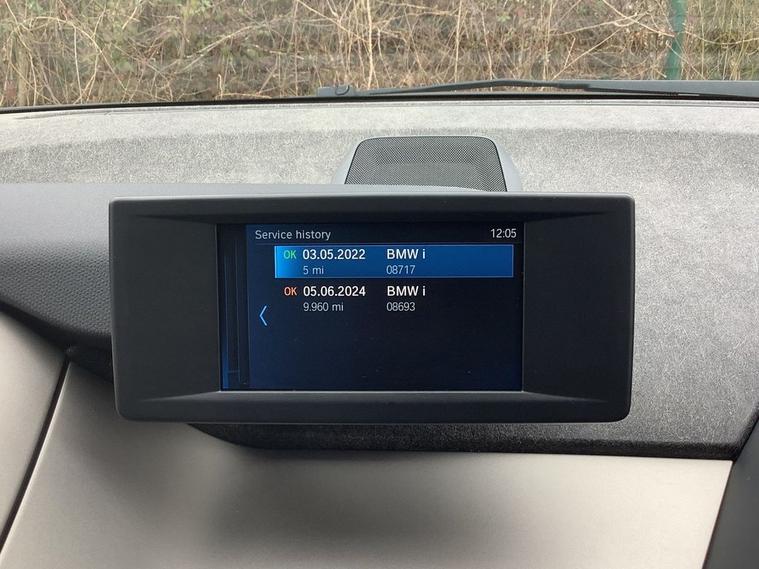 Service history 12:05
OK 03.05.2022 BMW i
5 mi 08717
OK 05.06.2024 BMW i
9.960 mi 08693